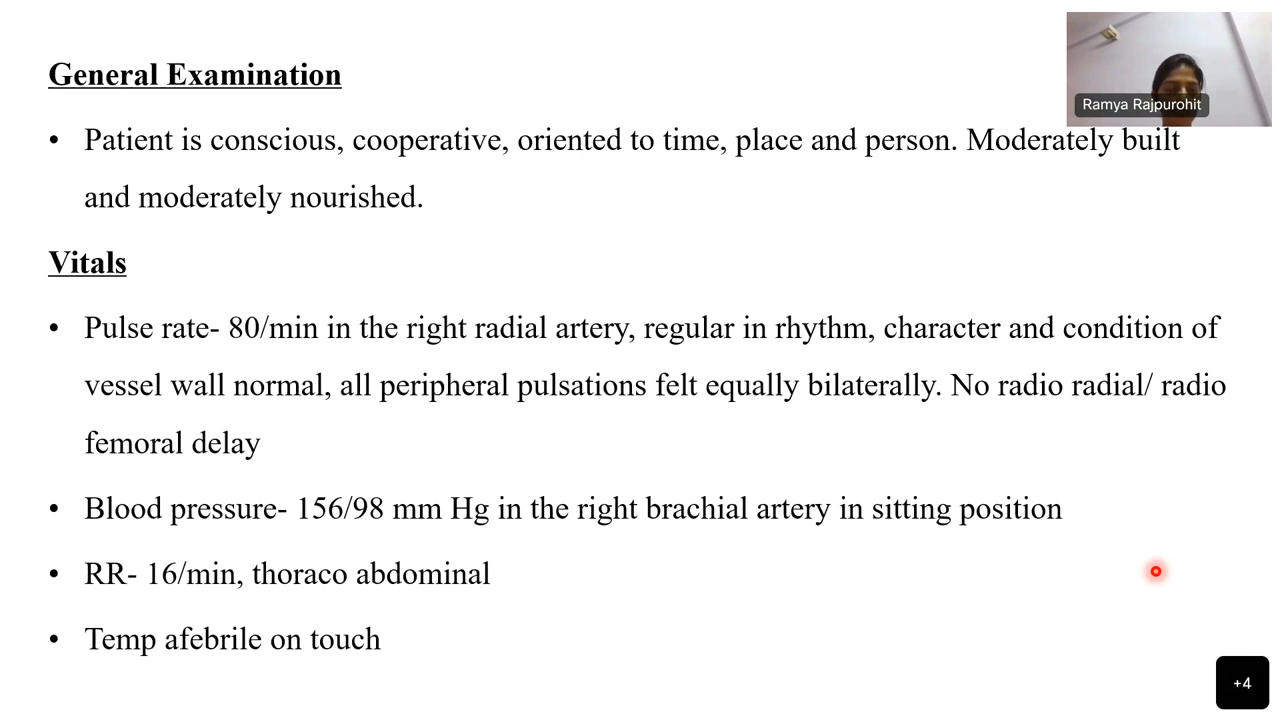 General Examination
Ramya Rajpurohit
• Patient is conscious, cooperative, oriented to time, place and person. Moderately built
and moderately nourished.
Vitals
• Pulse rate- 80/min in the right radial artery, regular in rhythm, character and condition of
vessel wall normal, all peripheral pulsations felt equally bilaterally. No radio radial/ radio
femoral delay
• Blood pressure- 156/98 mm Hg in the right brachial artery in sitting position
• RR- 16/min, thoraco abdominal
• Temp afebrile on touch
+4